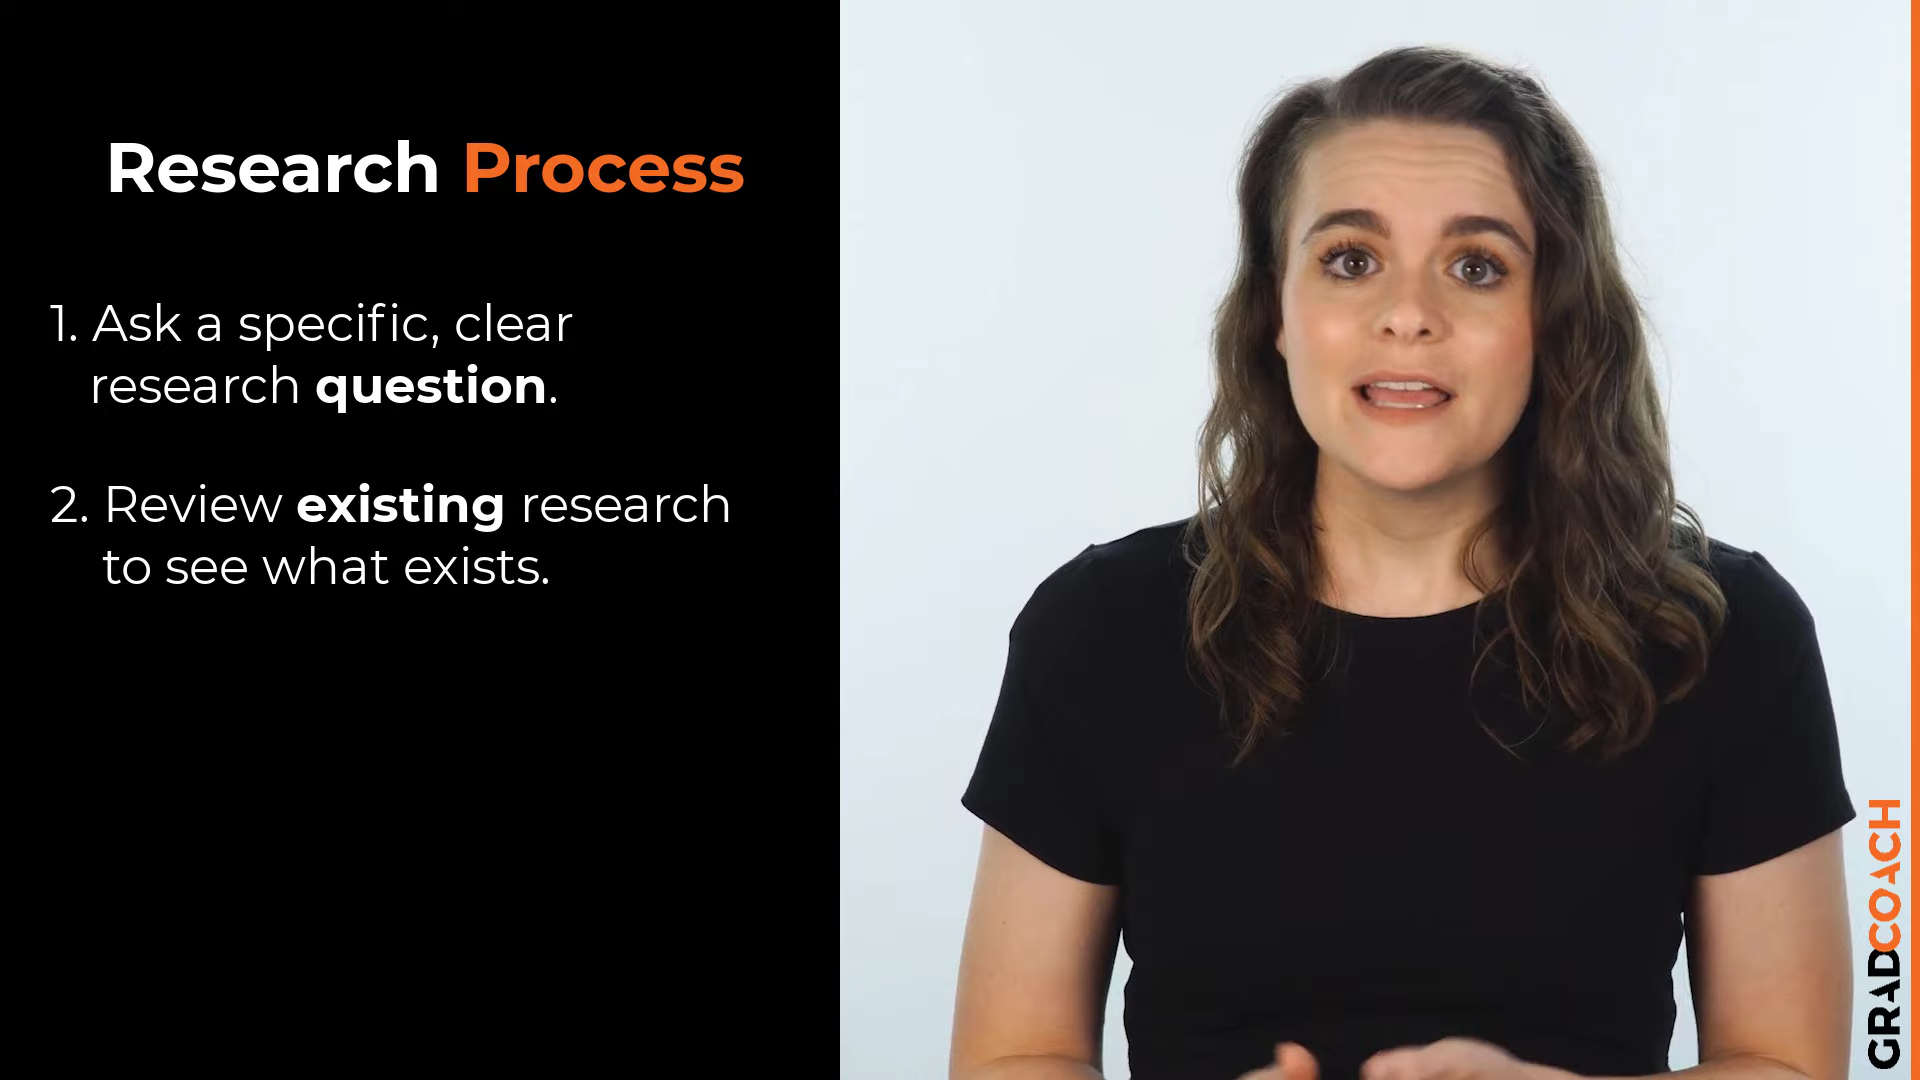 Research Process
1. Ask a specific, clear
research question.
2. Review existing research
to see what exists.
GRADCOACH